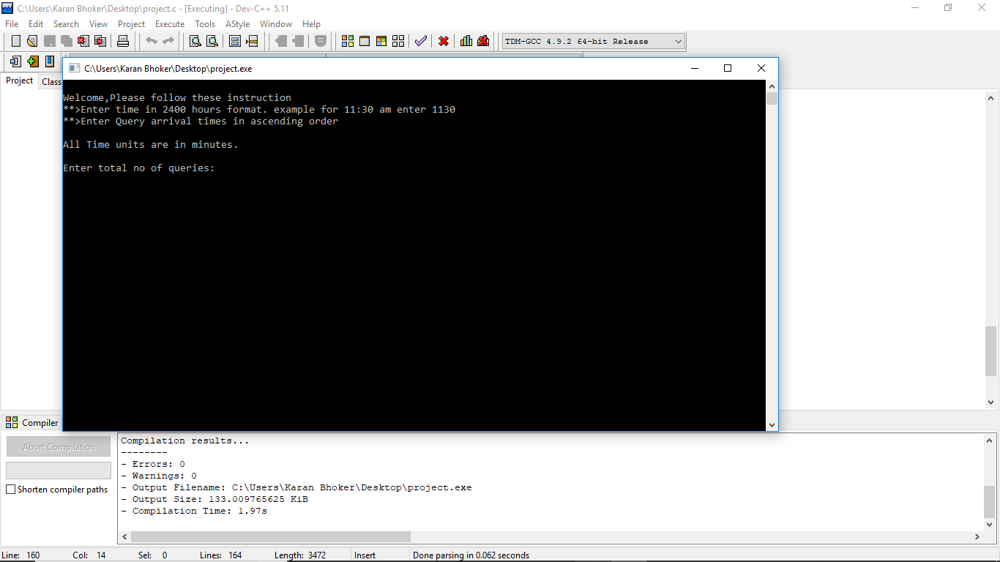 C:\Users\Karan Bhoker\Desktop\project.c - [Executing] - Dev-C++ 5.11
File Edit Search View Project Execute Tools AStyle Window Help
TDM-GCC 4.9.2 64-bit Release
Project Class
C:\Users\Karan Bhoker\Desktop\project.exe
Welcome,Please follow these instruction
**>Enter time in 2400 hours format. example for 11:30 am enter 1130
**>Enter Query arrival times in ascending order
All Time units are in minutes.
Enter total no of queries:
Compiler
Abort Compilation
Shorten compiler paths
Compilation results...
--------
- Errors: 0
- Warnings: 0
- Output Filename: C:\Users\Karan Bhoker\Desktop\project.exe
- Output Size: 133.009765625 KiB
- Compilation Time: 1.97s
Line: 160 Col: 14 Sel: 0 Lines: 164 Length: 3472 Insert Done parsing in 0.062 seconds